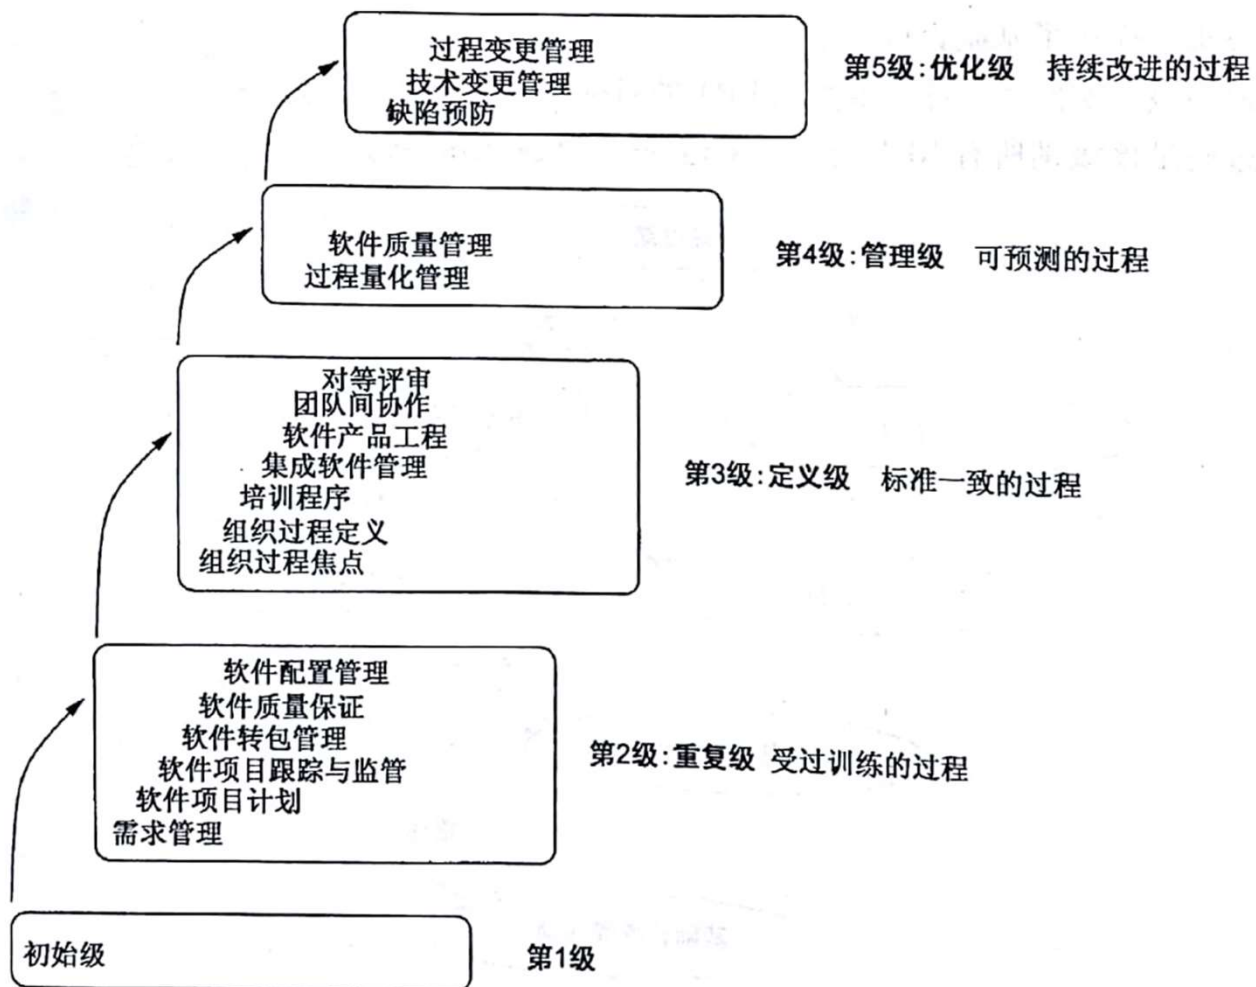 过程变更管理
技术变更管理
缺陷预防
第5级:优化级 持续改进的过程
软件质量管理
过程量化管理
第4级:管理级 可预测的过程
对等评审
团队间协作
软件产品工程
集成软件管理
培训程序
组织过程定义
组织过程焦点
第3级:定义级 标准一致的过程
软件配置管理
软件质量保证
软件转包管理
软件项目跟踪与监管
软件项目计划
需求管理
第2级:重复级 受过训练的过程
初始级
第1级